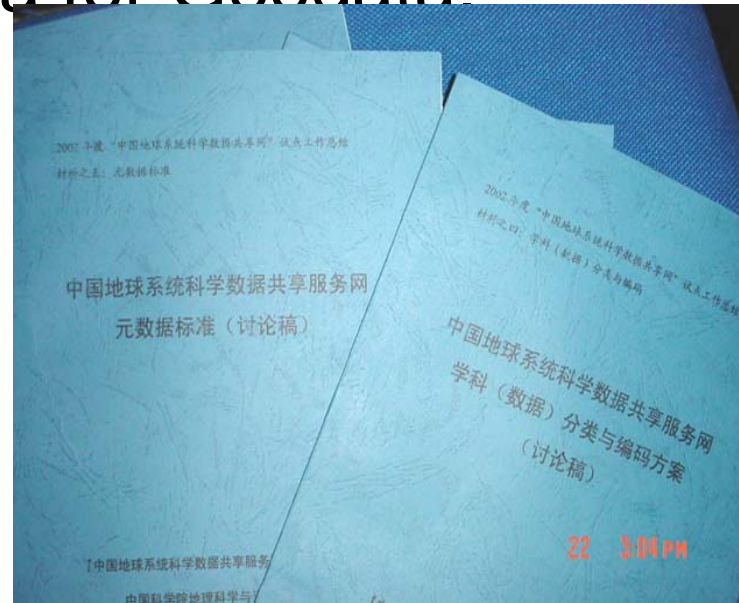 2002年度“中国地球系统科学数据共享网”试点工作总结
材料之五：元数据标准
中国地球系统科学数据共享服务网
元数据标准（讨论稿）
【中国地球系统科学数据共享服务
中国科学院地理科学与
2002年度“中国地球系统科学数据共享网”试点工作总结
材料之四：学科（数据）分类与编码
中国地球系统科学数据共享服务网
学科（数据）分类与编码方案
（讨论稿）
22 3:04 PM